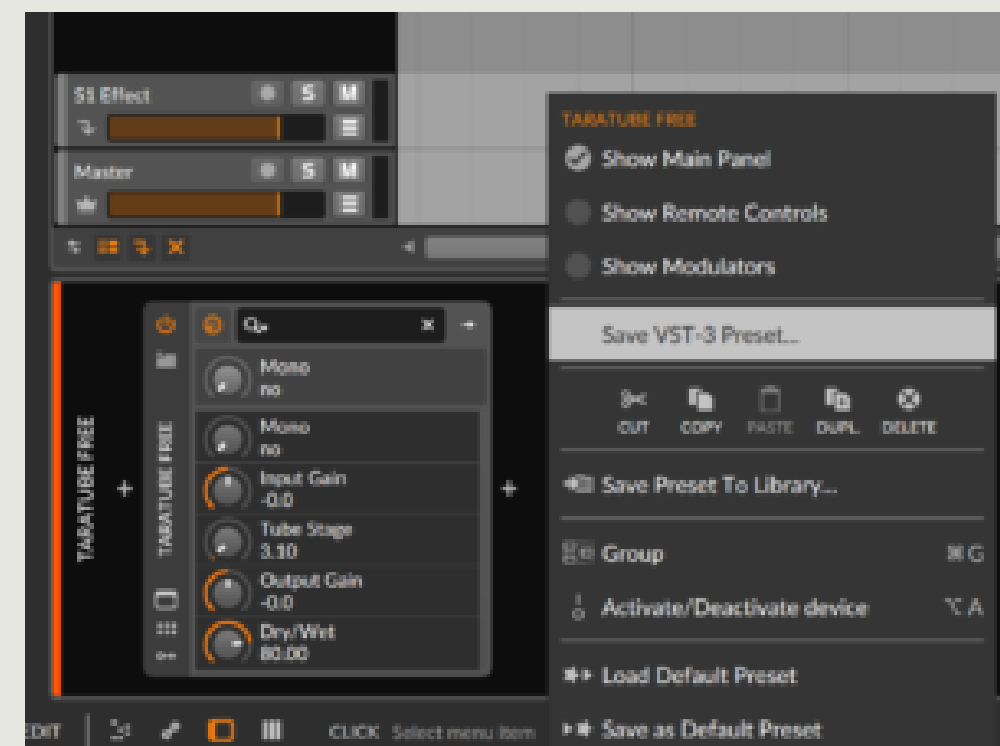 S1 Effect
S M
Master
S M
TARATUBE FREE
TARATUBE FREE
Mono
no
Mono
no
Input Gain
-0.0
Tube Stage
3.10
Output Gain
-0.0
Dry/Wet
80.00
TARATUBE FREE
Show Main Panel
Show Remote Controls
Show Modulators
Save VST-3 Preset...
CUT COPY PASTE DUPL. DELETE
Save Preset To Library...
Group ⌘G
Activate/Deactivate device ⌥A
Load Default Preset
Save as Default Preset
EDIT CLICK Select menu item